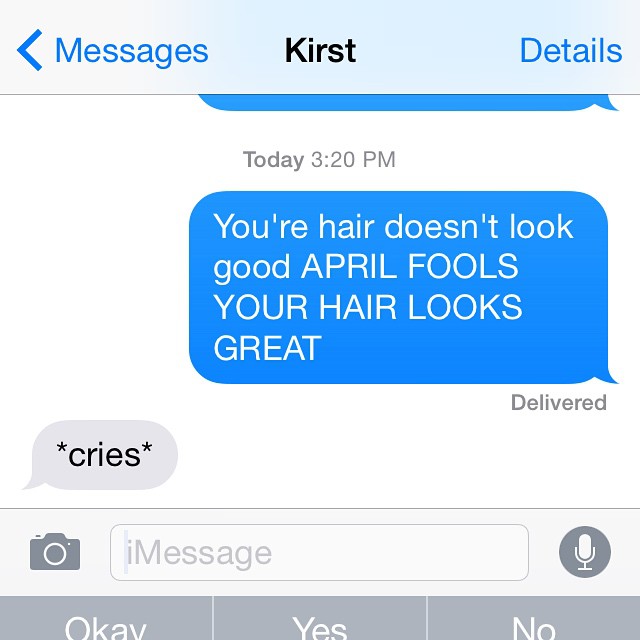 Messages Kirst Details
Today 3:20 PM
You're hair doesn't look
good APRIL FOOLS
YOUR HAIR LOOKS
GREAT
Delivered
*cries*
iMessage
Okay Yes No